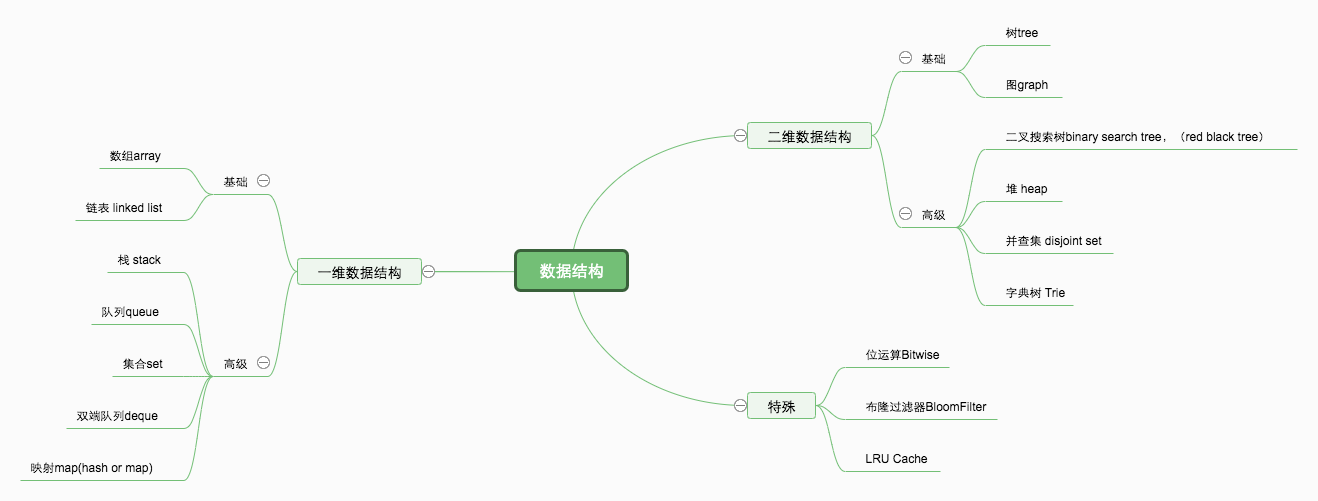 数据结构
一维数据结构
基础
数组array
链表 linked list
高级
栈 stack
队列queue
集合set
双端队列deque
映射map(hash or map)
二维数据结构
基础
树tree
图graph
高级
二叉搜索树binary search tree，（red black tree）
堆 heap
并查集 disjoint set
字典树 Trie
特殊
位运算Bitwise
布隆过滤器BloomFilter
LRU Cache